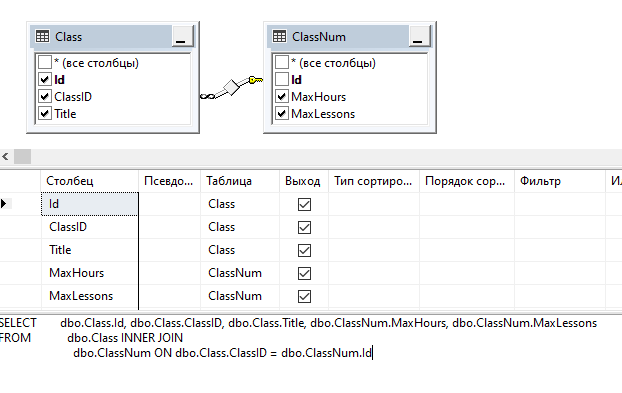 Class
* (все столбцы)
Id
ClassID
Title
ClassNum
* (все столбцы)
Id
MaxHours
MaxLessons
Столбец Псевдо... Таблица Выход Тип сортиро... Порядок сор... Фильтр Ил
Id Class
ClassID Class
Title Class
MaxHours ClassNum
MaxLessons ClassNum
SELECT dbo.Class.Id, dbo.Class.ClassID, dbo.Class.Title, dbo.ClassNum.MaxHours, dbo.ClassNum.MaxLessons
FROM dbo.Class INNER JOIN
dbo.ClassNum ON dbo.Class.ClassID = dbo.ClassNum.Id